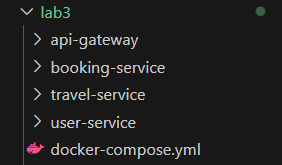 lab3
api-gateway
booking-service
travel-service
user-service
docker-compose.yml